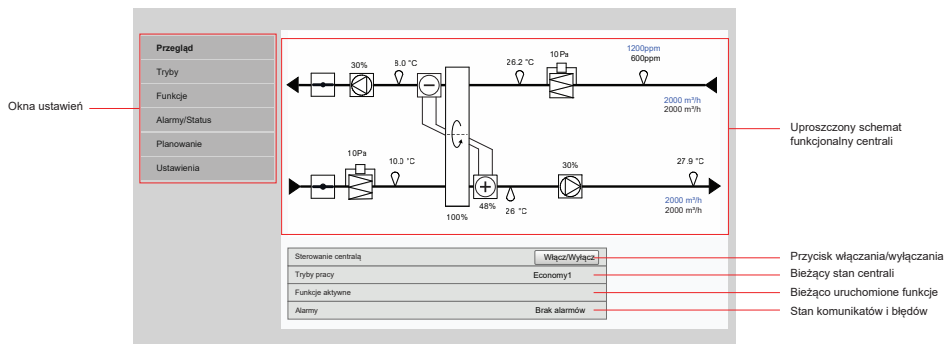 Okna ustawień
Przegląd
Tryby
Funkcje
Alarmy/Status
Planowanie
Ustawienia
30%
8.0 °C
26.2 °C
10Pa
1200ppm
600ppm
2000 m³/h
2000 m³/h
10Pa
10.0 °C
100%
48%
26 °C
30%
27.9 °C
2000 m³/h
2000 m³/h
Uproszczony schemat
funkcjonalny centrali
Sterowanie centralą
Włącz/Wyłącz
Przycisk włączania/wyłączania
Tryby pracy
Economy1
Bieżący stan centrali
Funkcje aktywne
Bieżąco uruchomione funkcje
Alarmy
Brak alarmów
Stan komunikatów i błędów